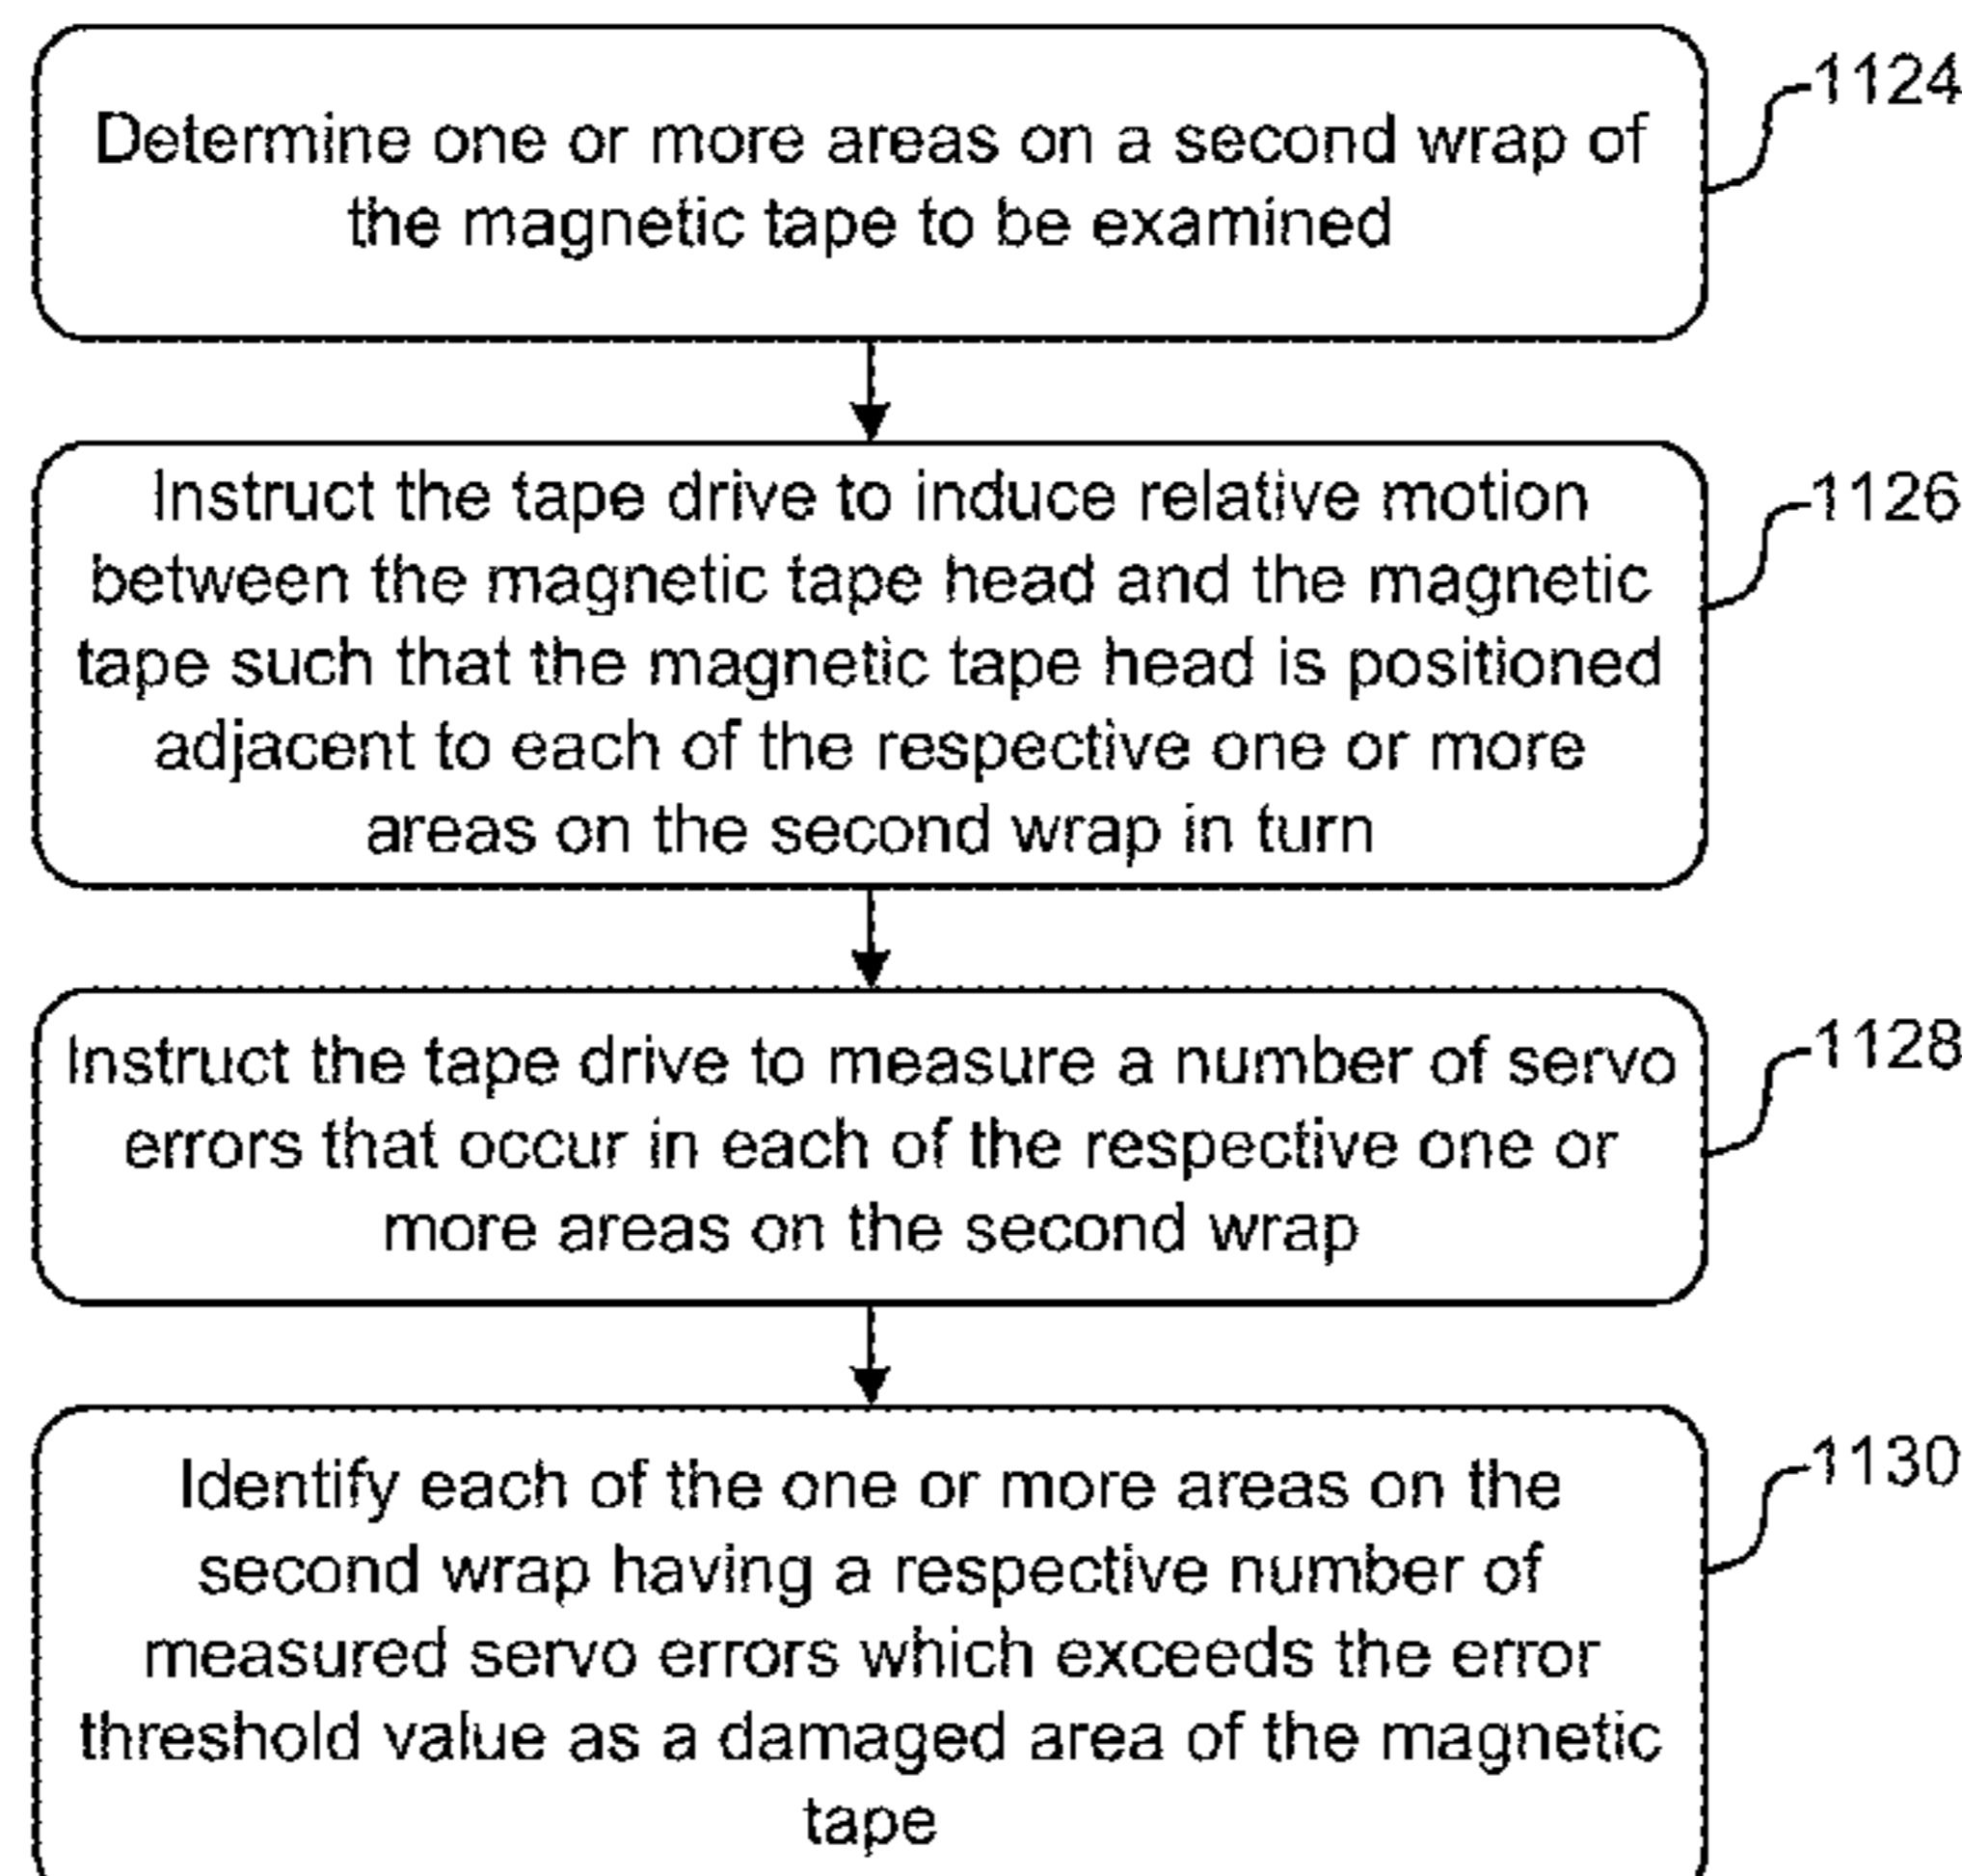 Determine one or more areas on a second wrap of
the magnetic tape to be examined
1124
Instruct the tape drive to induce relative motion
between the magnetic tape head and the magnetic
tape such that the magnetic tape head is positioned
adjacent to each of the respective one or more
areas on the second wrap in turn
1126
Instruct the tape drive to measure a number of servo
errors that occur in each of the respective one or
more areas on the second wrap
1128
Identify each of the one or more areas on the
second wrap having a respective number of
measured servo errors which exceeds the error
threshold value as a damaged area of the magnetic
tape
1130